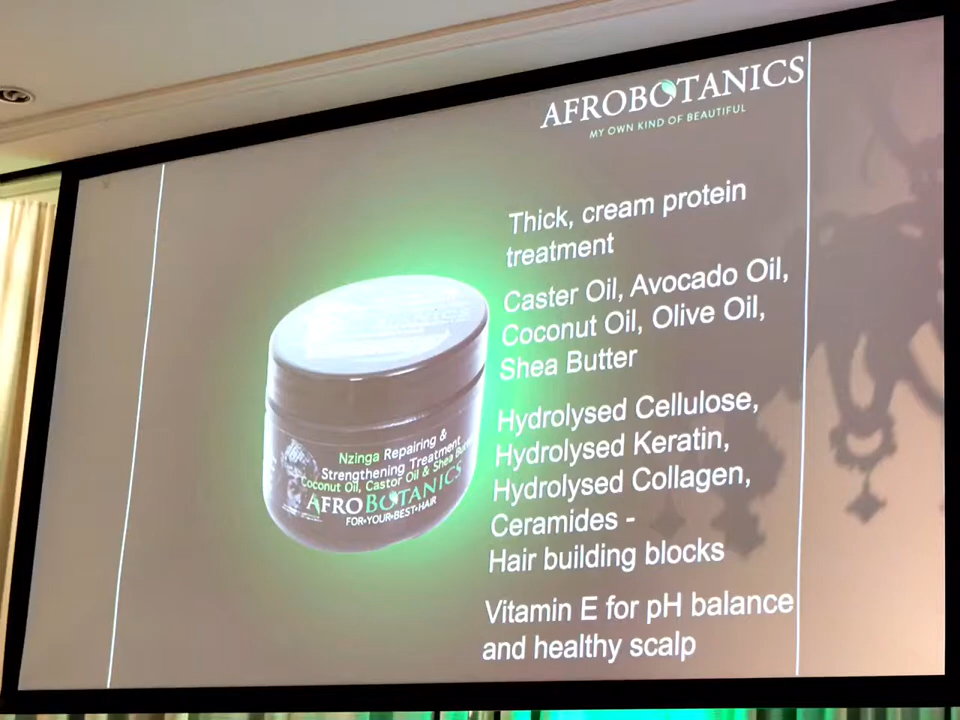 AFROBOTANICS
MY OWN KIND OF BEAUTIFUL
Thick, cream protein
treatment
Caster Oil, Avocado Oil,
Coconut Oil, Olive Oil,
Shea Butter
Hydrolysed Cellulose,
Hydrolysed Keratin,
Hydrolysed Collagen,
Ceramides -
Hair building blocks
Vitamin E for pH balance
and healthy scalp
Nzinga Repairing &
Strengthening Treatment
Coconut Oil, Castor Oil & Shea
AFROBOTANICS
FOR•YOUR•BEST•HAIR